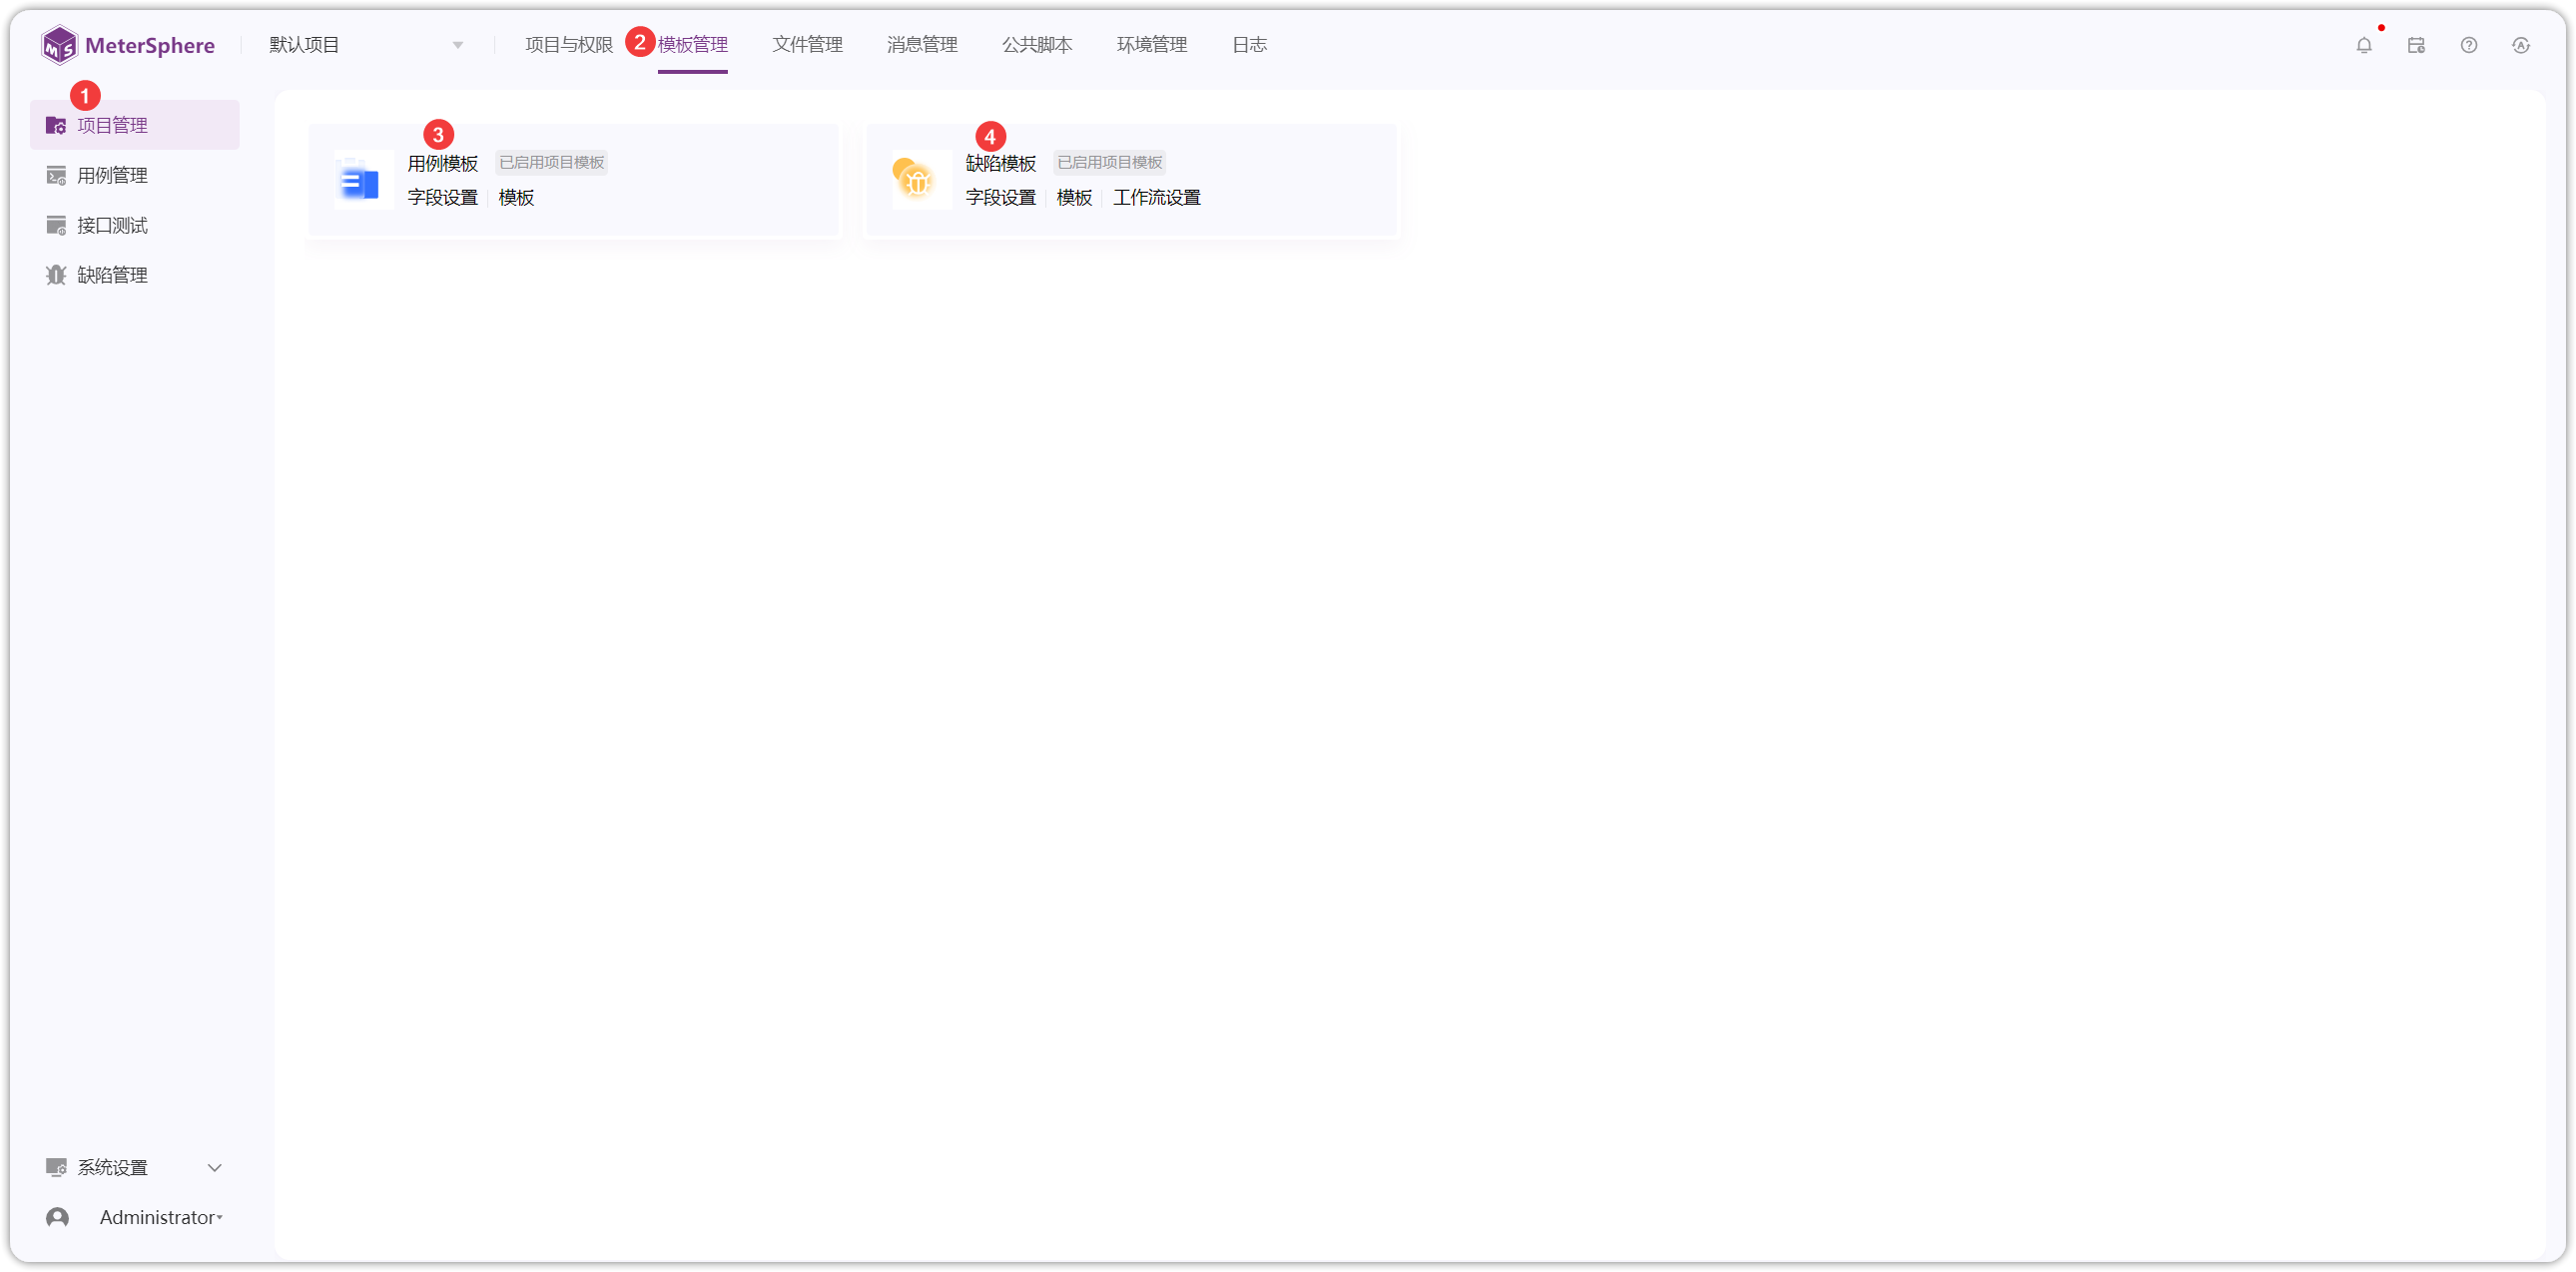 MeterSphere 默认项目 项目与权限 2 模板管理 文件管理 消息管理 公共脚本 环境管理 日志
1
项目管理
用例管理
接口测试
缺陷管理
3
用例模板 已启用项目模板
字段设置 模板
4
缺陷模板 已启用项目模板
字段设置 模板 工作流设置
系统设置
Administrator